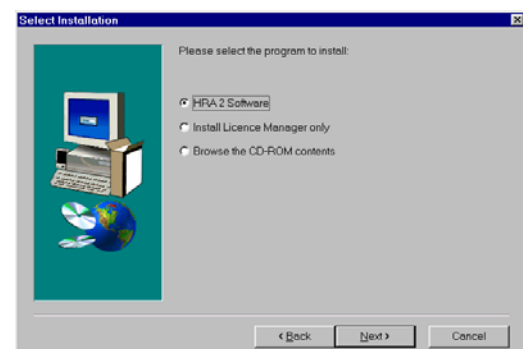 Select Installation
Please select the program to install:
HRA 2 Software
Install Licence Manager only
Browse the CD-ROM contents
< Back
Next >
Cancel